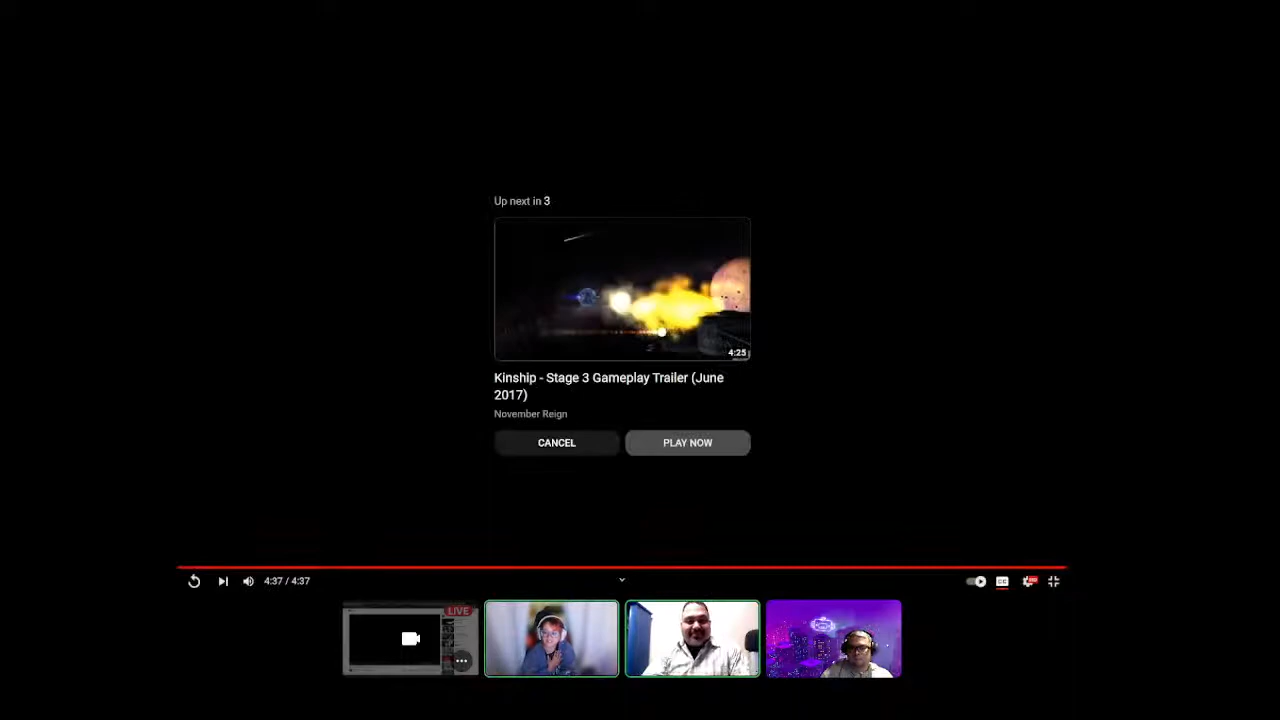 Up next in 3
4:25
Kinship - Stage 3 Gameplay Trailer (June
2017)
November Reign
CANCEL
PLAY NOW
4:37 / 4:37
CC
LIVE